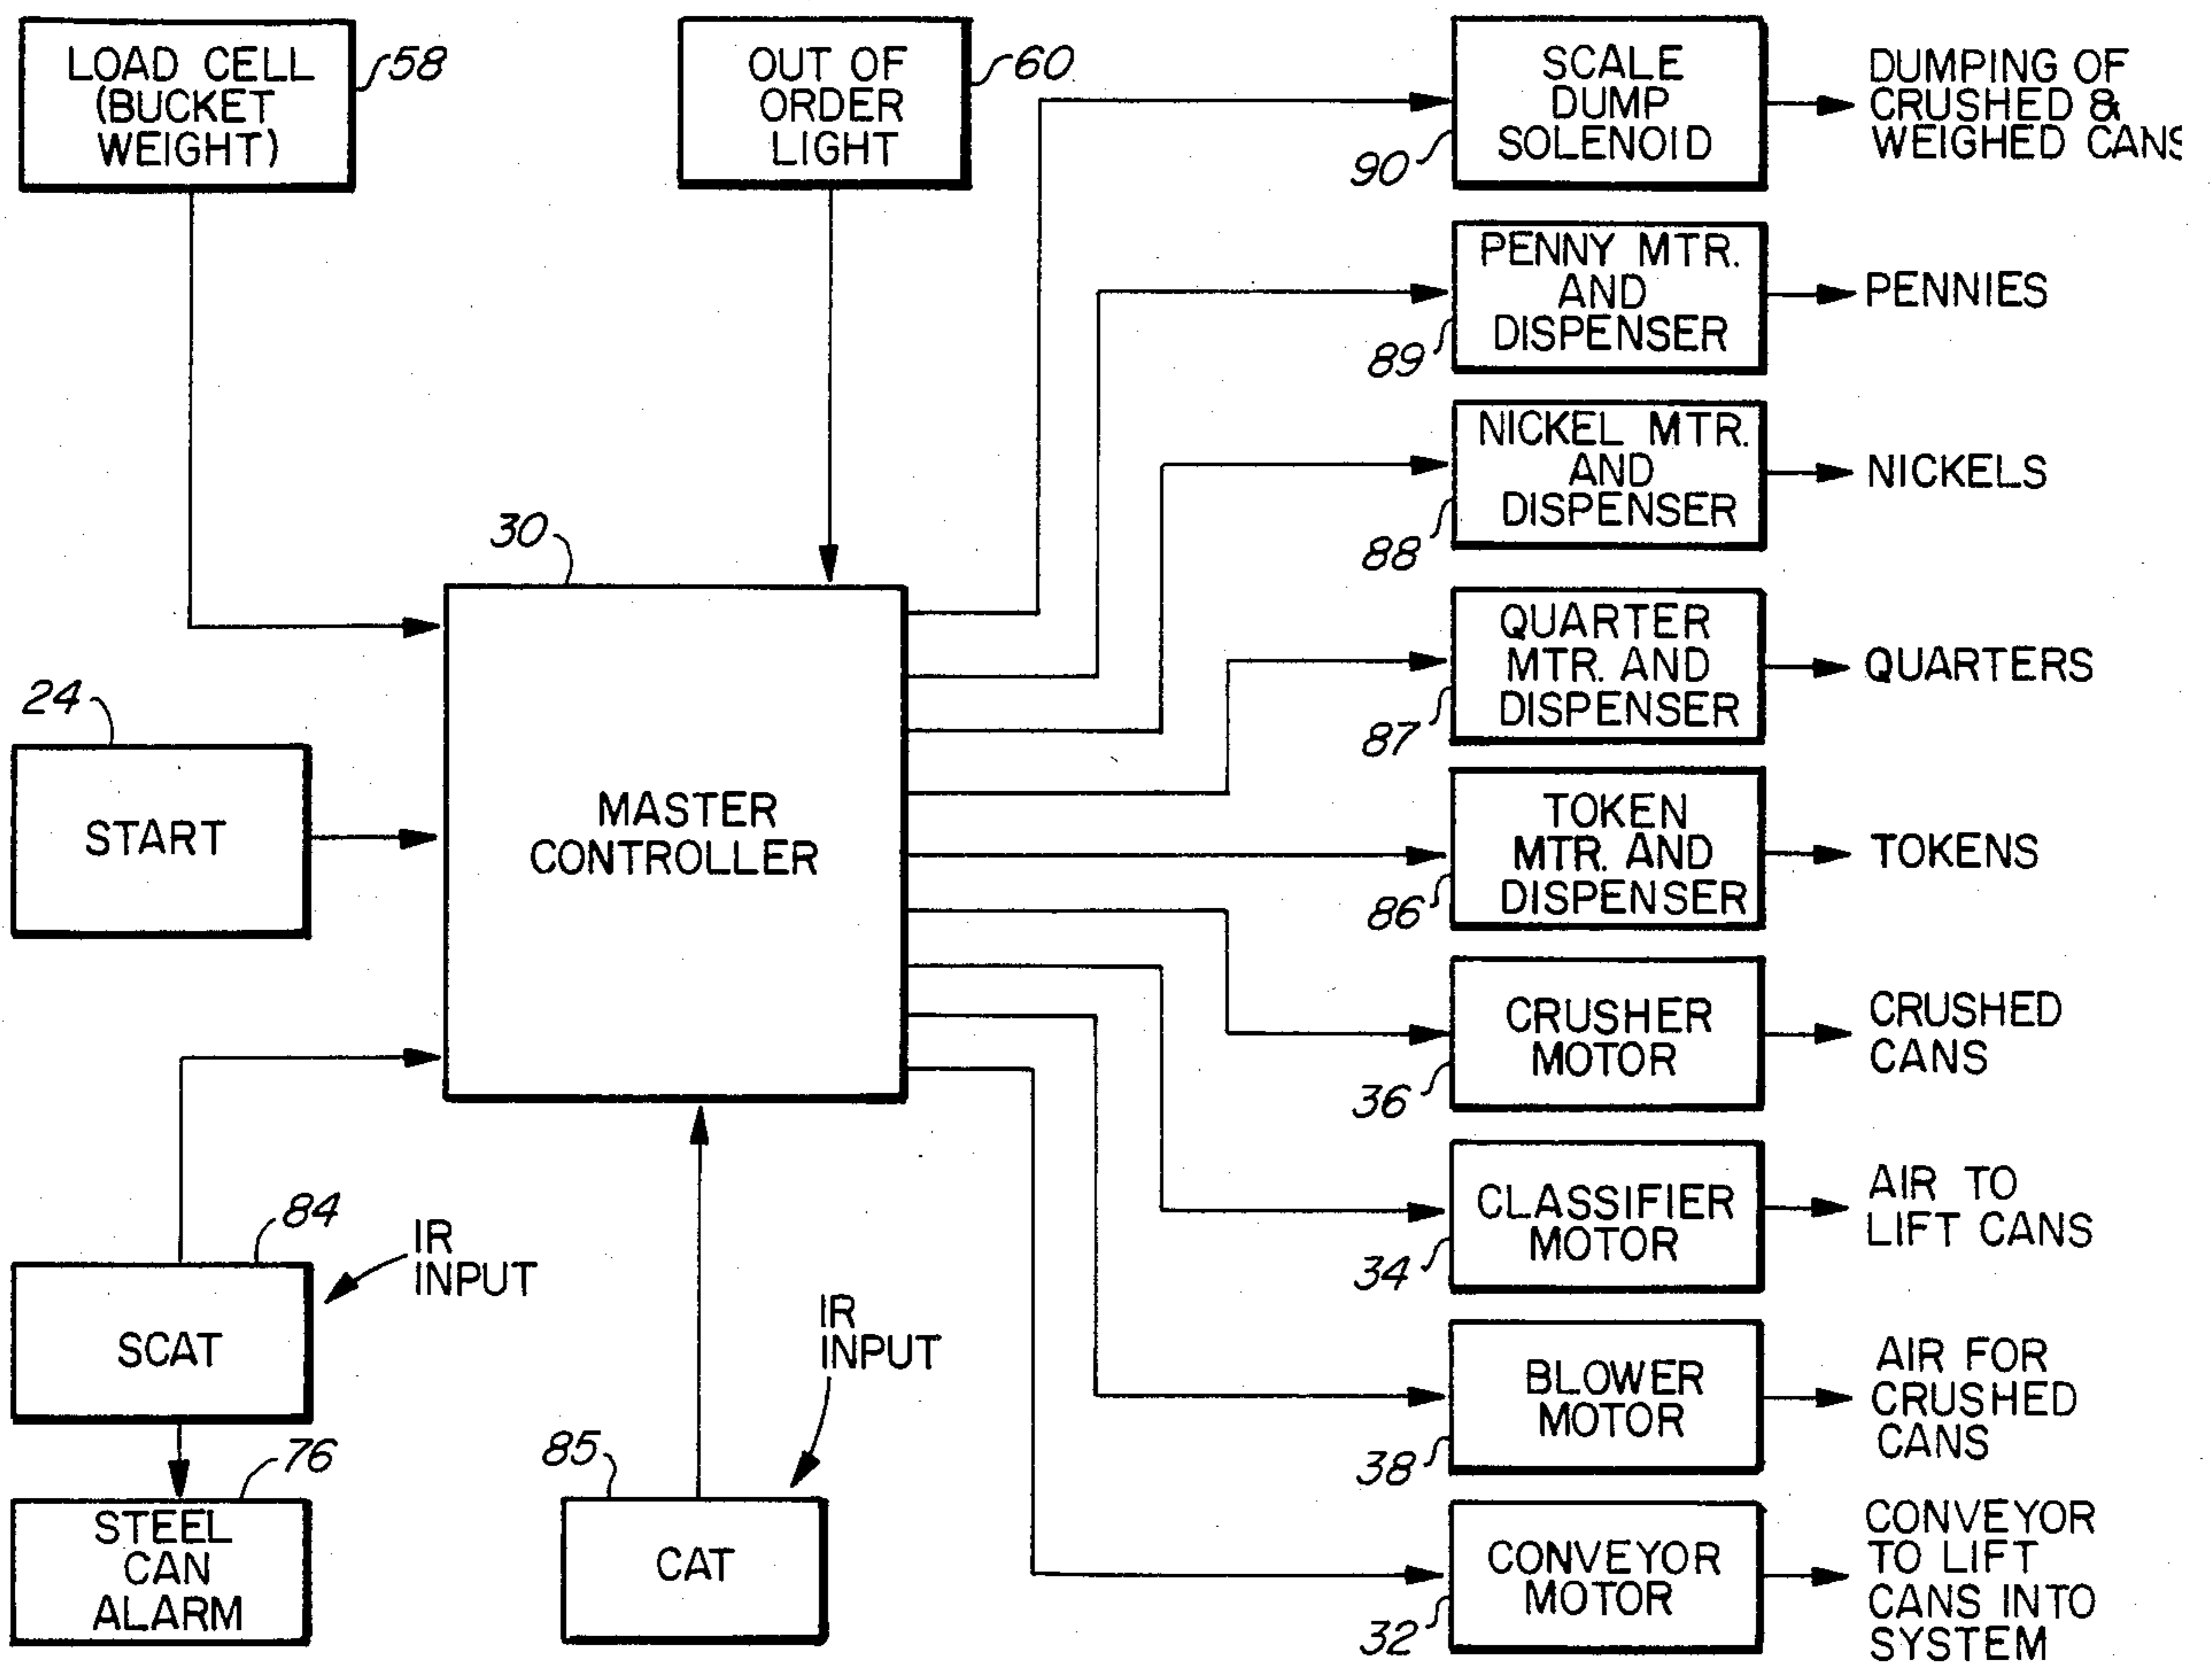 LOAD CELL
(BUCKET
WEIGHT)
58
OUT OF
ORDER
LIGHT
60
SCALE
DUMP
SOLENOID
90
DUMPING OF
CRUSHED &
WEIGHED CANS
PENNY MTR.
AND
DISPENSER
89
PENNIES
NICKEL MTR.
AND
DISPENSER
88
NICKELS
30
MASTER
CONTROLLER
QUARTER
MTR. AND
DISPENSER
87
QUARTERS
24
START
TOKEN
MTR. AND
DISPENSER
86
TOKENS
CRUSHER
MOTOR
36
CRUSHED
CANS
84
IR
INPUT
SCAT
CLASSIFIER
MOTOR
34
AIR TO
LIFT CANS
IR
INPUT
BLOWER
MOTOR
38
AIR FOR
CRUSHED
CANS
76
STEEL
CAN
ALARM
85
CAT
CONVEYOR
MOTOR
32
CONVEYOR
TO LIFT
CANS INTO
SYSTEM